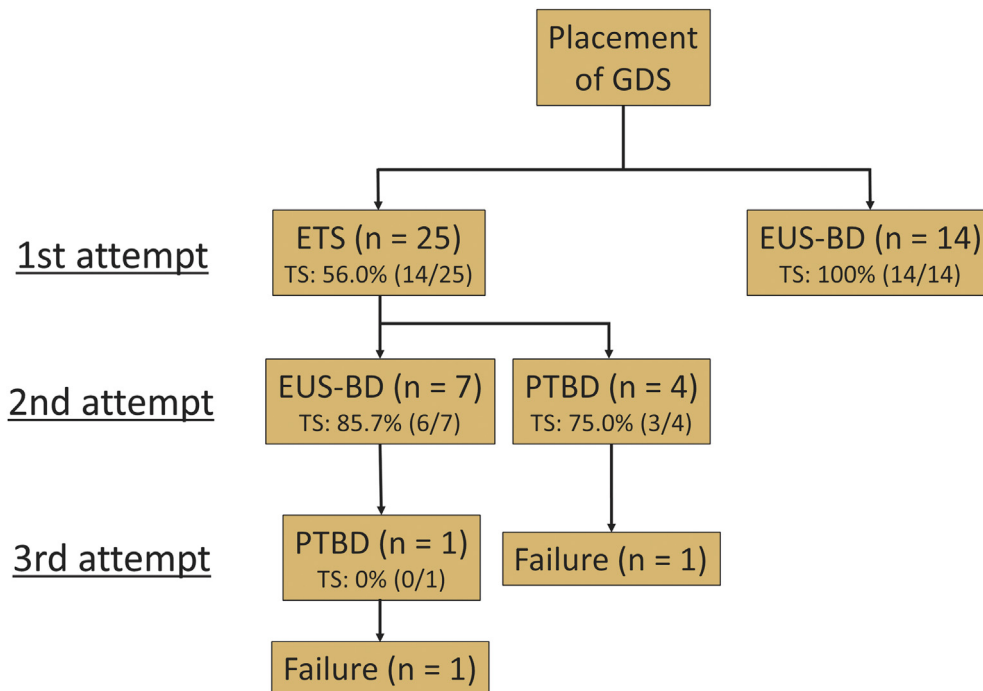 Placement
of GDS
1st attempt
ETS (n = 25)
TS: 56.0% (14/25)
EUS-BD (n = 14)
TS: 100% (14/14)
2nd attempt
EUS-BD (n = 7)
TS: 85.7% (6/7)
PTBD (n = 4)
TS: 75.0% (3/4)
3rd attempt
PTBD (n = 1)
TS: 0% (0/1)
Failure (n = 1)
Failure (n = 1)